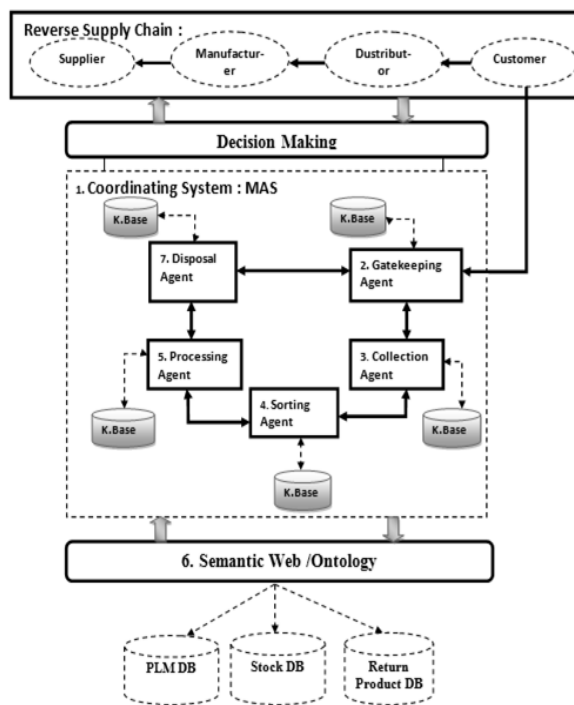 Reverse Supply Chain :
Supplier
Manufactur-
er
Dustribut-
or
Customer
Decision Making
1. Coordinating System : MAS
K.Base
K.Base
7. Disposal
Agent
2. Gatekeeping
Agent
5. Processing
Agent
3. Collection
Agent
4. Sorting
Agent
K.Base
K.Base
K.Base
6. Semantic Web /Ontology
PLM DB
Stock DB
Return
Product DB